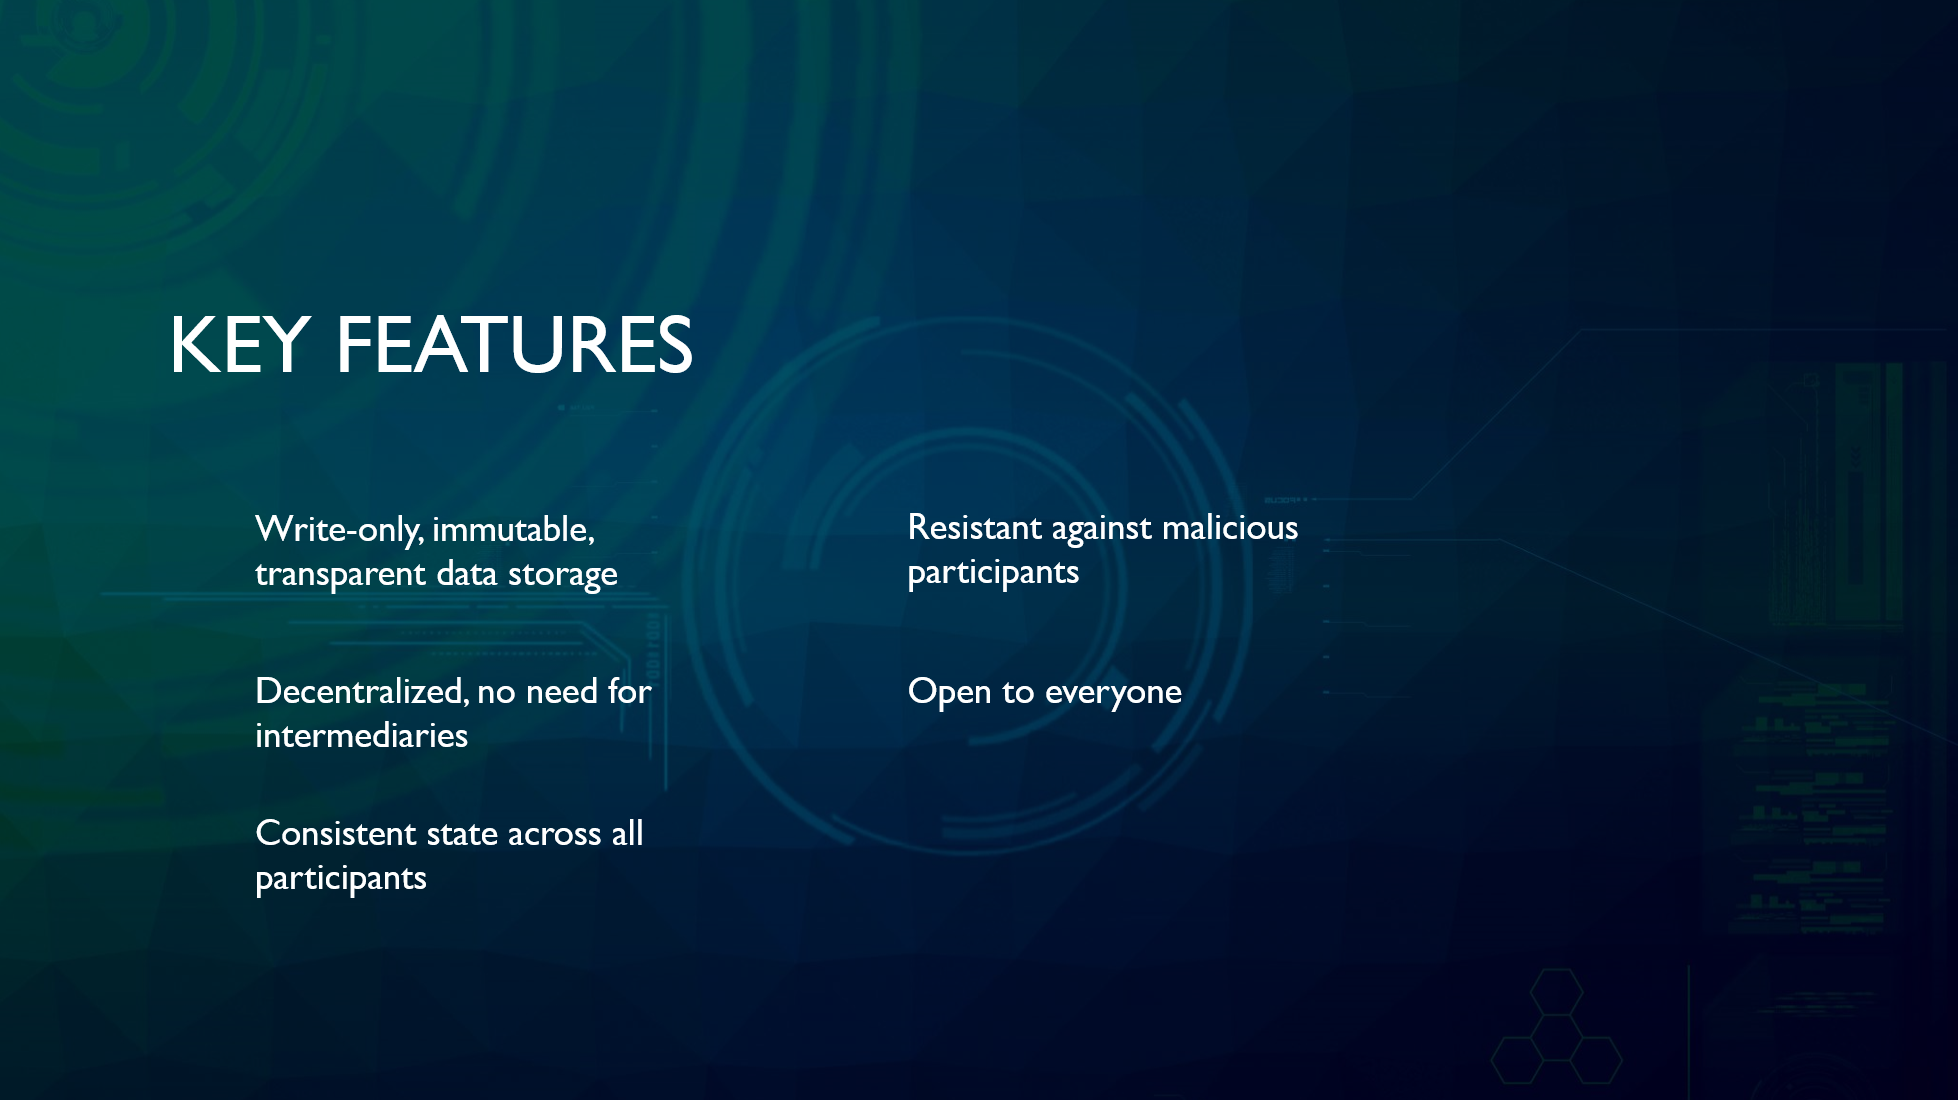 KEY FEATURES
Write-only, immutable,
transparent data storage
Decentralized, no need for
intermediaries
Consistent state across all
participants
Resistant against malicious
participants
Open to everyone